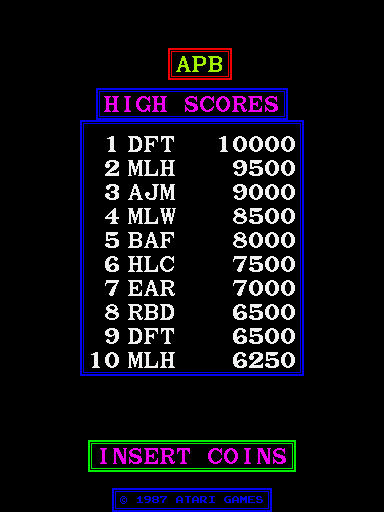 APB
HIGH SCORES
1 DFT 10000
2 MLH 9500
3 AJM 9000
4 MLW 8500
5 BAF 8000
6 HLC 7500
7 EAR 7000
8 RBD 6500
9 DFT 6500
10 MLH 6250
INSERT COINS
© 1987 ATARI GAMES